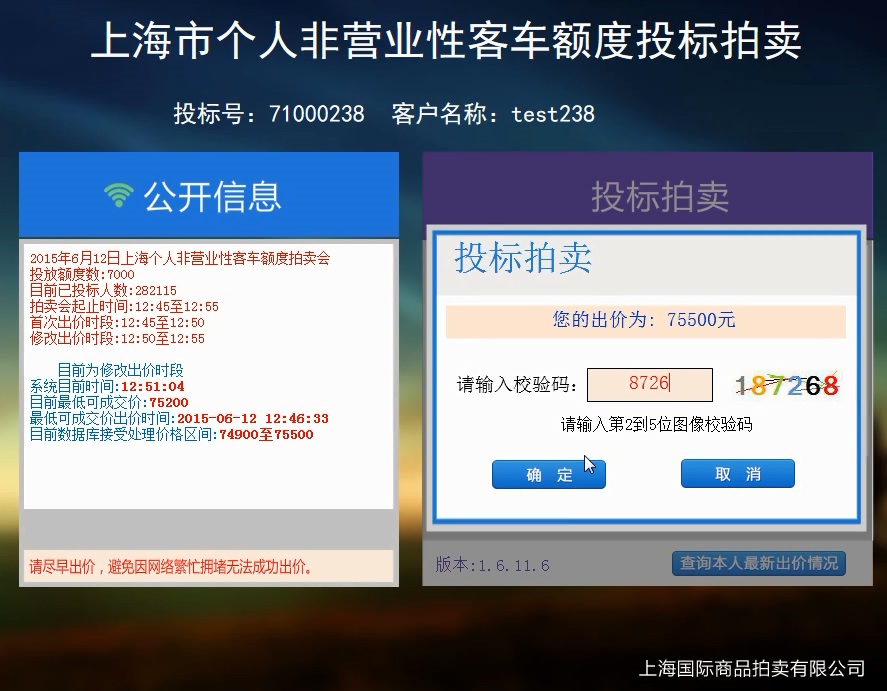 上海市个人非营业性客车额度投标拍卖
投标号：71000238 客户名称：test238
公开信息
2015年6月12日上海个人非营业性客车额度拍卖会
投放额度数:7000
目前已投标人数:282115
拍卖会起止时间:12:45至12:55
首次出价时段:12:45至12:50
修改出价时段:12:50至12:55
目前为修改出价时段
系统目前时间:12:51:04
目前最低可成交价:75200
最低可成交价出价时间:2015-06-12 12:46:33
目前数据库接受处理价格区间:74900至75500
请尽早出价，避免因网络繁忙拥堵无法成功出价。
投标拍卖
投标拍卖
您的出价为：75500元
请输入校验码： 8726 187268
请输入第2到5位图像校验码
确 定 取 消
版本:1.6.11.6 查询本人最新出价情况
上海国际商品拍卖有限公司